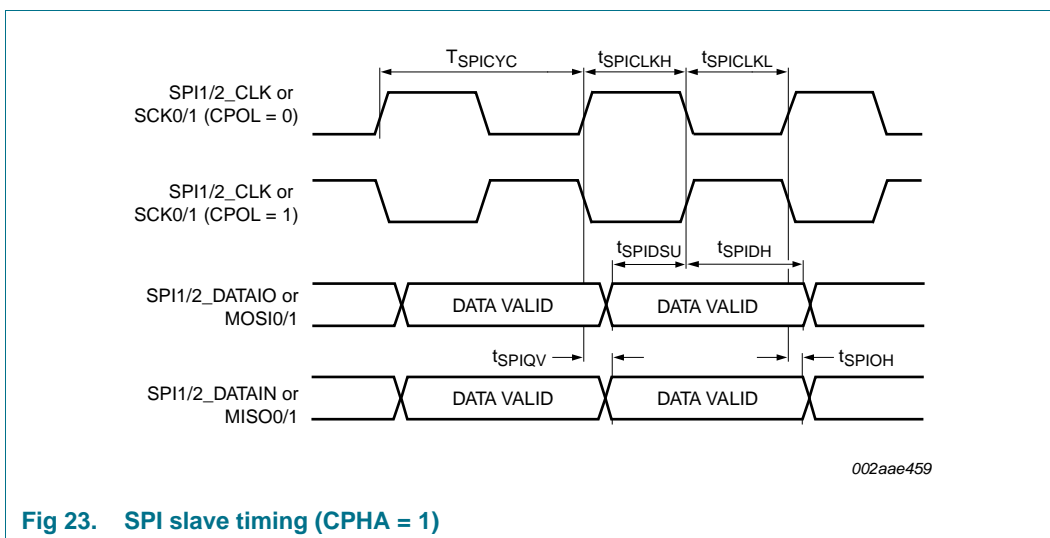 TSPICYC
tSPICLKH
tSPICLKL
SPI1/2_CLK or
SCK0/1 (CPOL = 0)
SPI1/2_CLK or
SCK0/1 (CPOL = 1)
tSPIDSU
tSPIDH
SPI1/2_DATAIO or
MOSI0/1
DATA VALID
DATA VALID
tSPIQV
tSPIOH
SPI1/2_DATAIN or
MISO0/1
DATA VALID
DATA VALID
002aae459
Fig 23. SPI slave timing (CPHA = 1)